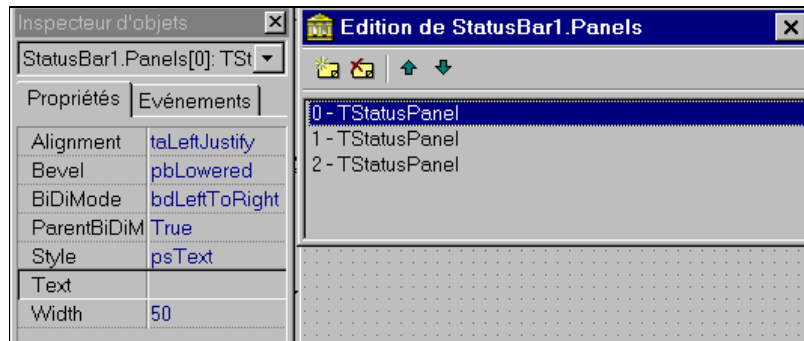 Inspecteur d'objets
StatusBar1.Panels[0]: TSt
Propriétés Evénements
Alignment taLeftJustify
Bevel pbLowered
BiDiMode bdLeftToRight
ParentBiDiM True
Style psText
Text
Width 50
Edition de StatusBar1.Panels
0 - TStatusPanel
1 - TStatusPanel
2 - TStatusPanel